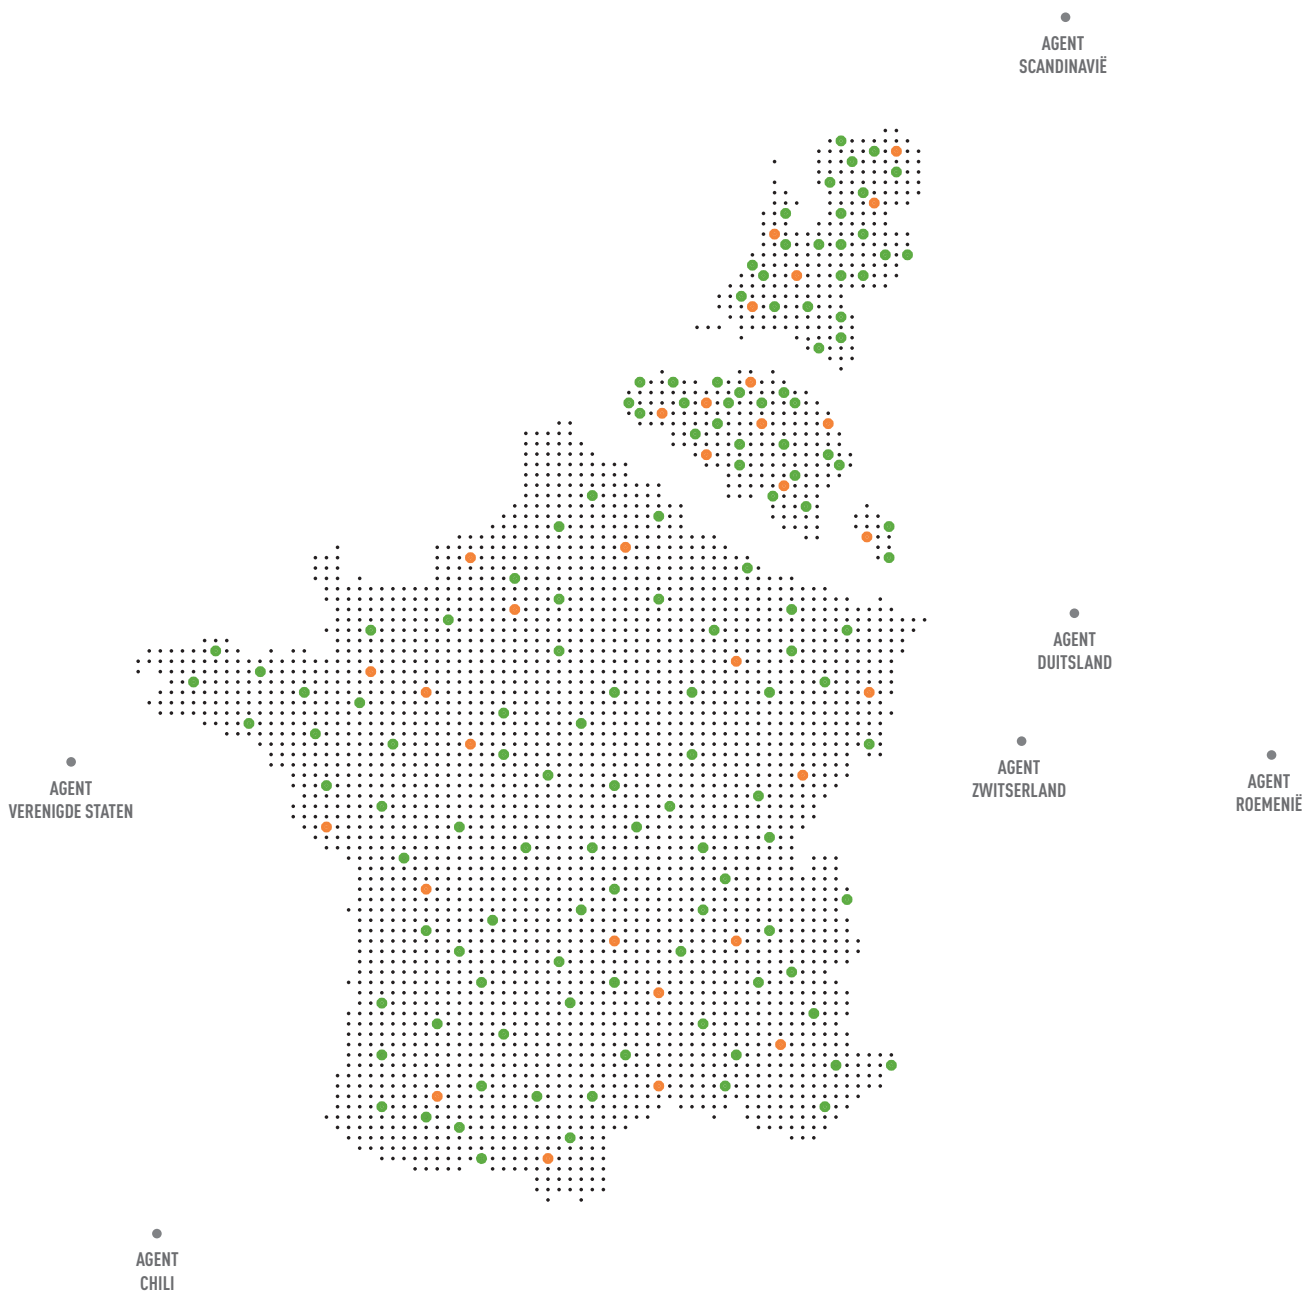 AGENT
SCANDINAVIË
AGENT
DUITSLAND
AGENT
ZWITSERLAND
AGENT
ROEMENIË
AGENT
VERENIGDE STATEN
AGENT
CHILI